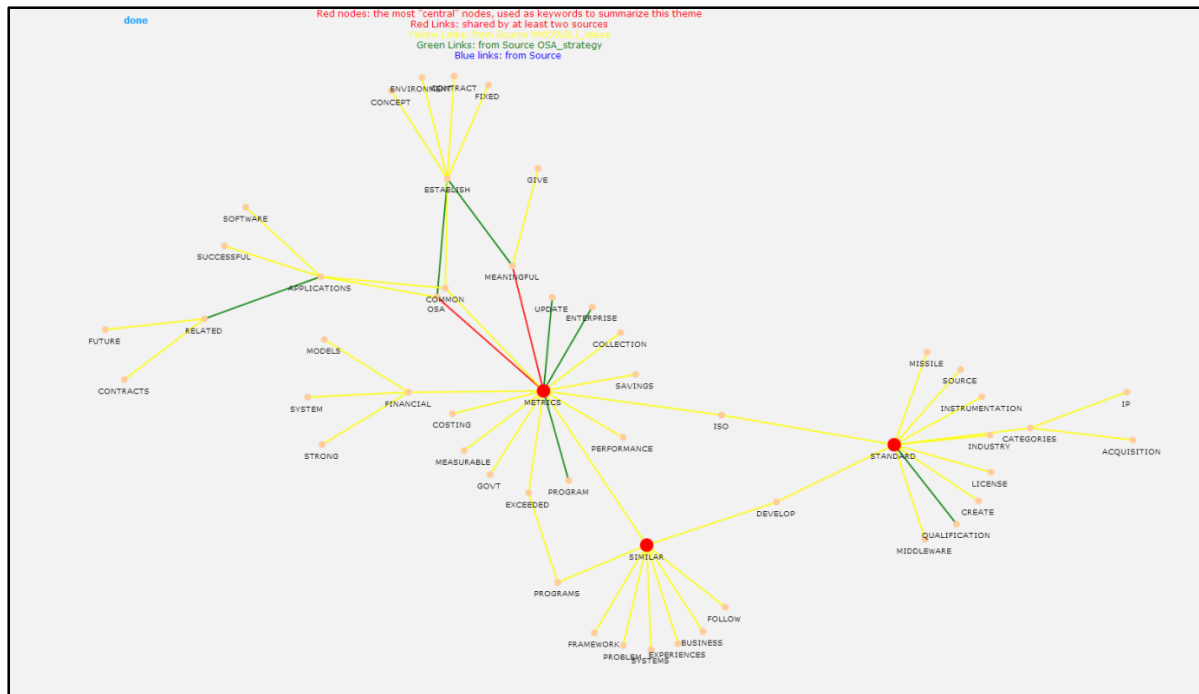 done
Red nodes: the most "central" nodes, used as keywords to summarize this theme
Red Links: shared by at least two sources
Green Links: from Source OSA_strategy
Blue links: from Source
ENVIRONMENT
CONTRACT
CONCEPT
FIXED
GIVE
ESTABLISH
SOFTWARE
SUCCESSFUL
MEANINGFUL
APPLICATIONS
COMMON
OSA
UPDATE
ENTERPRISE
RELATED
FUTURE
COLLECTION
MODELS
MISSILE
SOURCE
CONTRACTS
SAVINGS
SYSTEM
FINANCIAL
METRICS
INSTRUMENTATION
IP
COSTING
ISO
STRONG
PERFORMANCE
INDUSTRY
CATEGORIES
ACQUISITION
MEASURABLE
STANDARD
GOVT
PROGRAM
LICENSE
EXCEEDED
DEVELOP
CREATE
QUALIFICATION
MIDDLEWARE
SIMILAR
PROGRAMS
FOLLOW
FRAMEWORK
BUSINESS
PROBLEM
EXPERIENCES
SYSTEMS